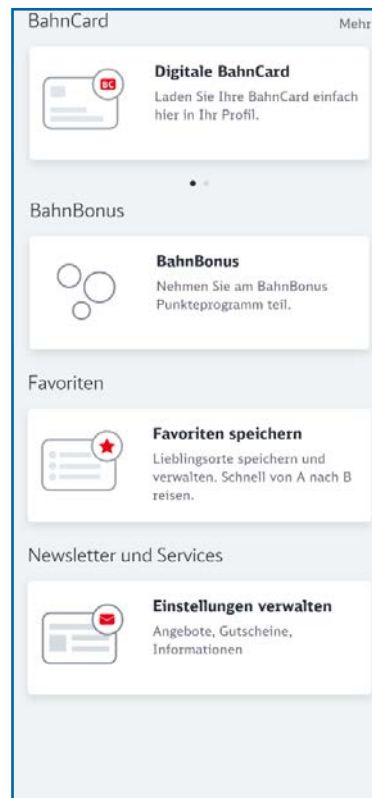 BahnCard
Mehr
BC
Digitale BahnCard
Laden Sie Ihre BahnCard einfach
hier in Ihr Profil.
BahnBonus
BahnBonus
Nehmen Sie am BahnBonus
Punkteprogramm teil.
Favoriten
Favoriten speichern
Lieblingsorte speichern und
verwalten. Schnell von A nach B
reisen.
Newsletter und Services
Einstellungen verwalten
Angebote, Gutscheine,
Informationen